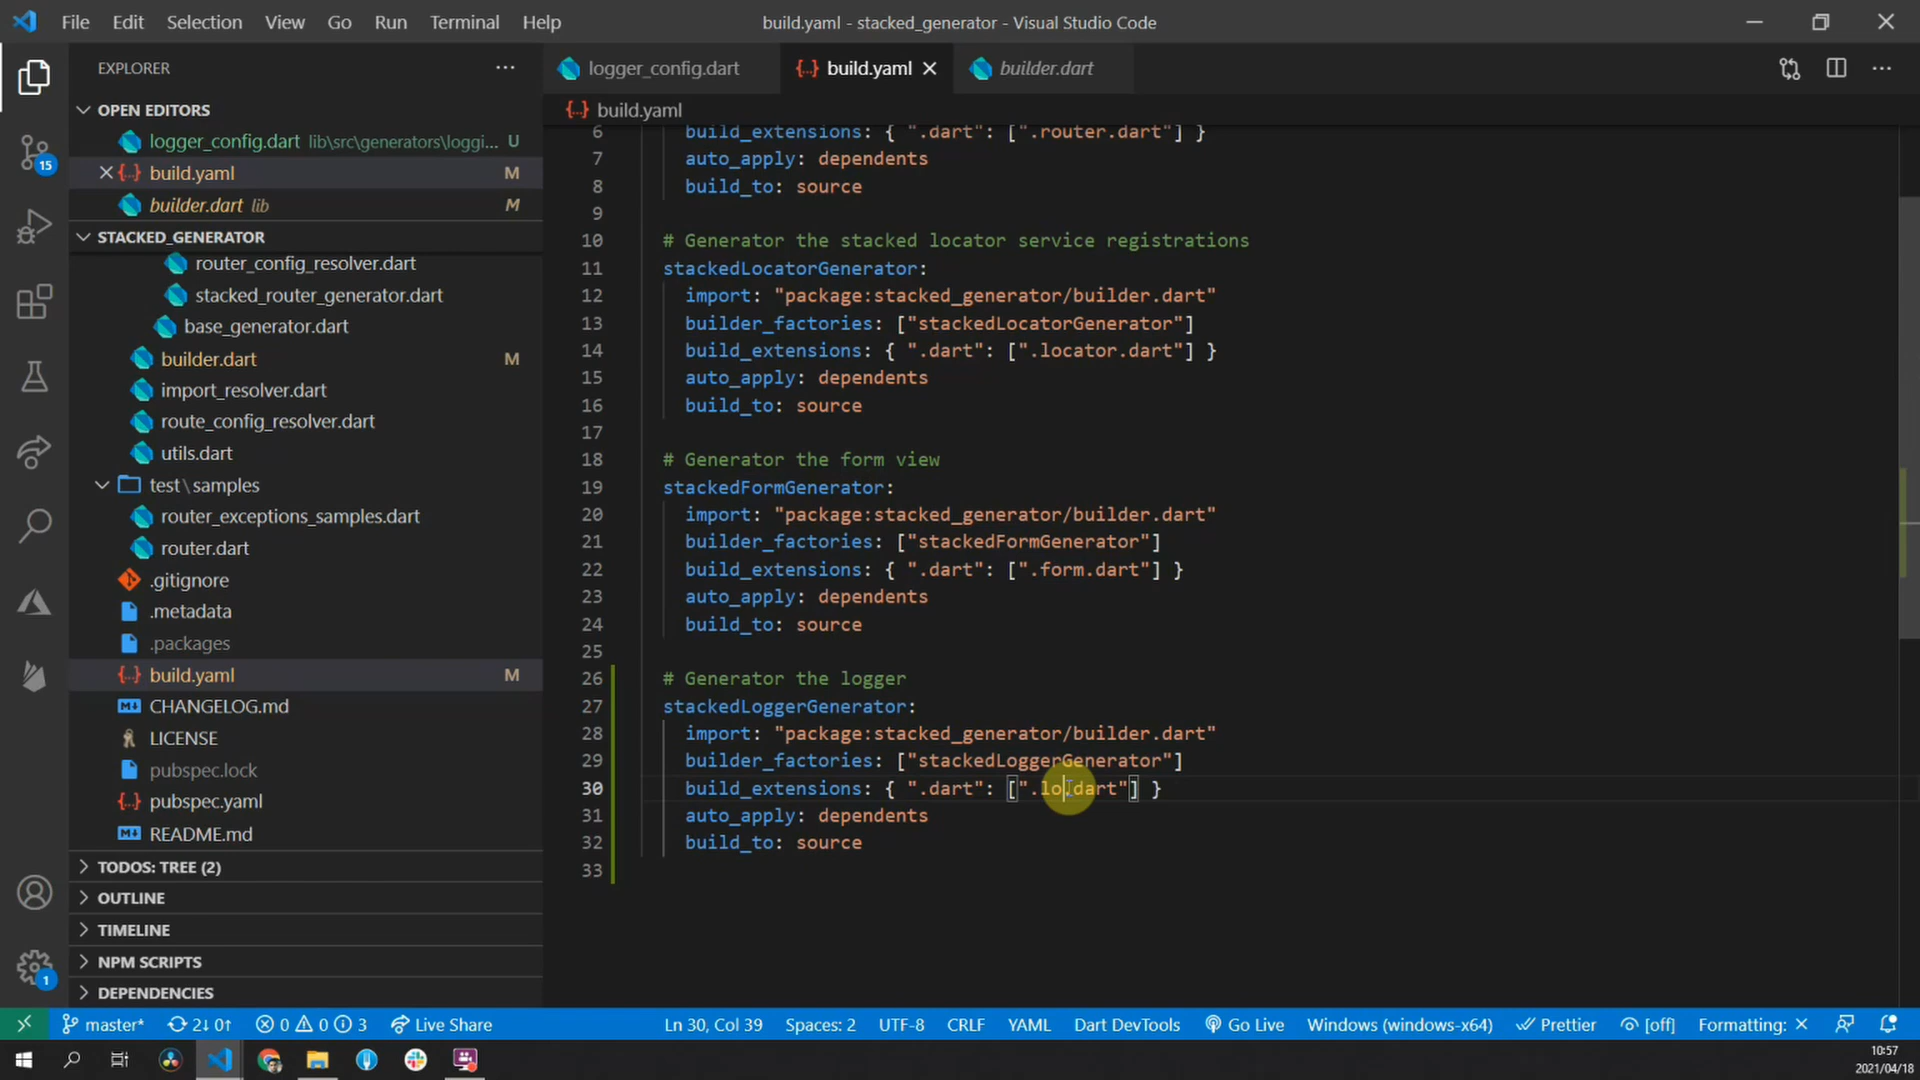 File Edit Selection View Go Run Terminal Help
build.yaml - stacked_generator - Visual Studio Code
EXPLORER
OPEN EDITORS
logger_config.dart lib\src\generators\loggi... U
build.yaml M
builder.dart lib M
STACKED_GENERATOR
router_config_resolver.dart
stacked_router_generator.dart
base_generator.dart
builder.dart M
import_resolver.dart
route_config_resolver.dart
utils.dart
test\samples
router_exceptions_samples.dart
router.dart
.gitignore
.metadata
.packages
build.yaml M
CHANGELOG.md
LICENSE
pubspec.lock
pubspec.yaml
README.md
TODOS: TREE (2)
OUTLINE
TIMELINE
NPM SCRIPTS
DEPENDENCIES
15
1
logger_config.dart build.yaml builder.dart
build.yaml
6 build_extensions: { ".dart": [".router.dart"] }
7 auto_apply: dependents
8 build_to: source
9
10 # Generator the stacked locator service registrations
11 stackedLocatorGenerator:
12 import: "package:stacked_generator/builder.dart"
13 builder_factories: ["stackedLocatorGenerator"]
14 build_extensions: { ".dart": [".locator.dart"] }
15 auto_apply: dependents
16 build_to: source
17
18 # Generator the form view
19 stackedFormGenerator:
20 import: "package:stacked_generator/builder.dart"
21 builder_factories: ["stackedFormGenerator"]
22 build_extensions: { ".dart": [".form.dart"] }
23 auto_apply: dependents
24 build_to: source
25
26 # Generator the logger
27 stackedLoggerGenerator:
28 import: "package:stacked_generator/builder.dart"
29 builder_factories: ["stackedLoggerGenerator"]
30 build_extensions: { ".dart": [".lo.dart"] }
31 auto_apply: dependents
32 build_to: source
33
master* 2↓ 0↑ 0 0 3 Live Share Ln 30, Col 39 Spaces: 2 UTF-8 CRLF YAML Dart DevTools Go Live Windows (windows-x64) Prettier [off] Formatting: ×
10:57
2021/04/18